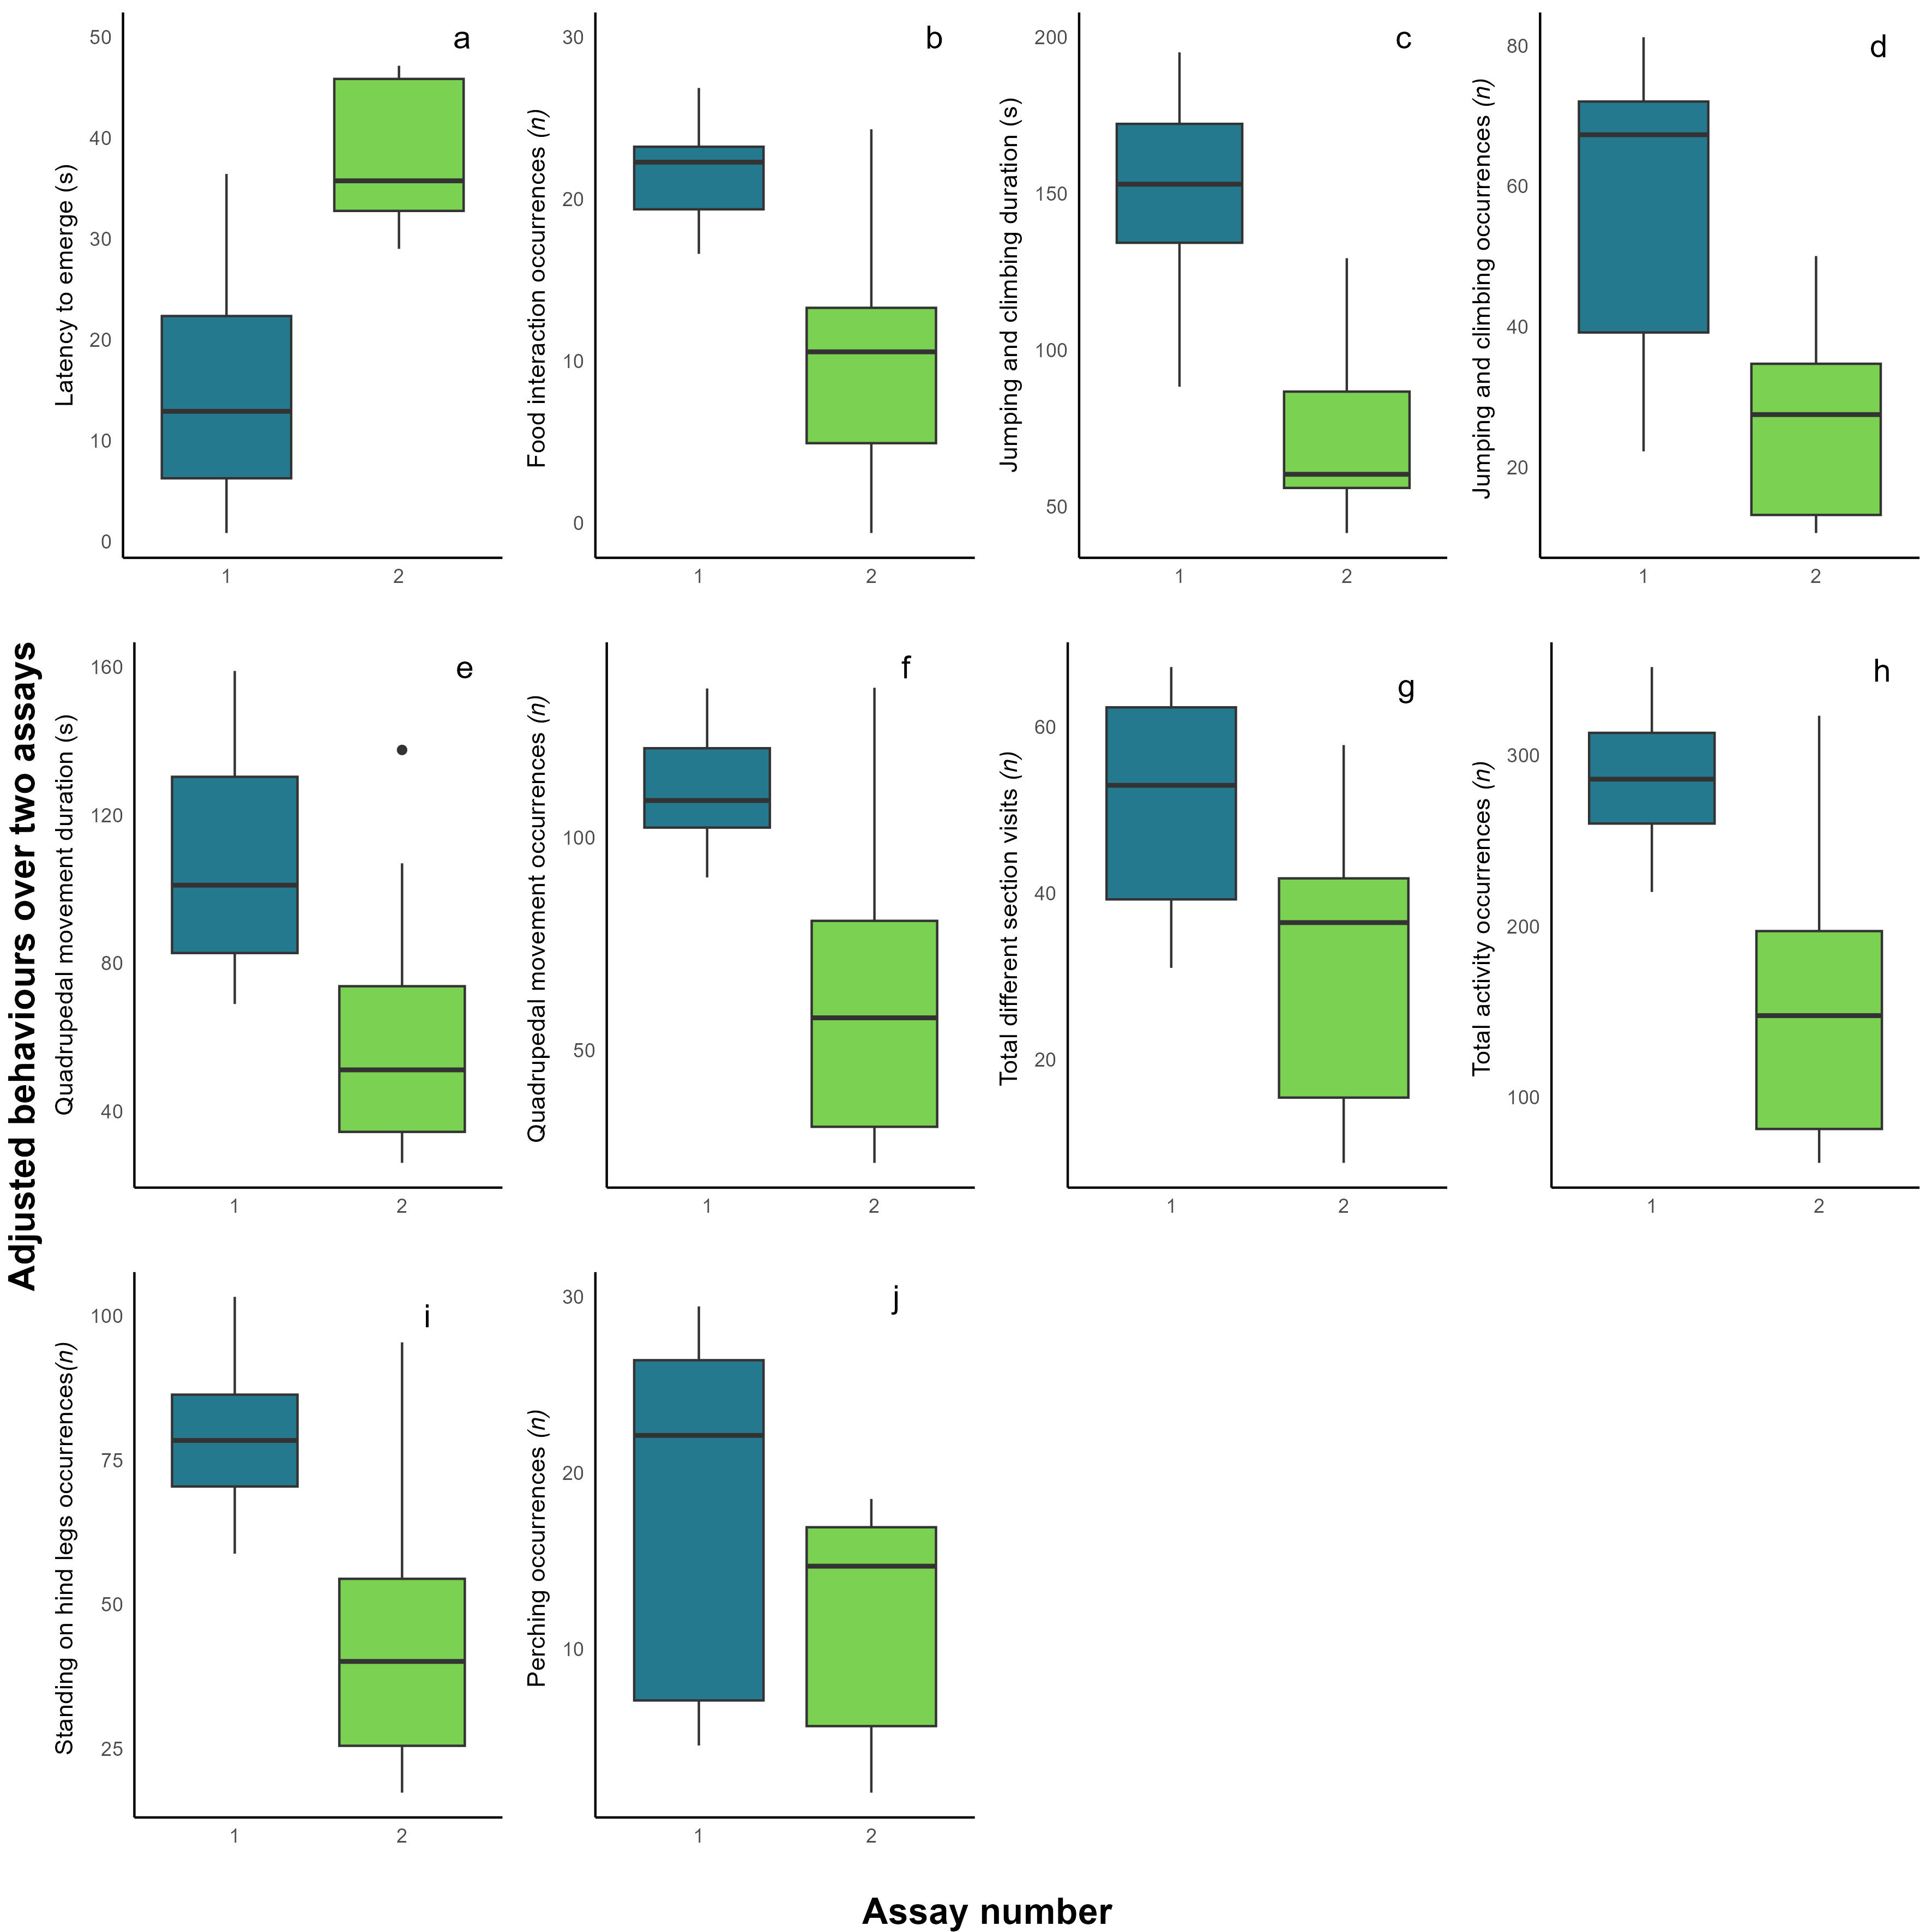 Adjusted behaviours over two assays
Latency to emerge (s)
50
40
30
20
10
0
a
1
2
Food interaction occurrences (n)
30
20
10
0
b
1
2
Jumping and climbing duration (s)
200
150
100
50
c
1
2
Jumping and climbing occurrences (n)
80
60
40
20
d
1
2
Quadrupedal movement duration (s)
160
120
80
40
e
1
2
Quadrupedal movement occurrences (n)
100
50
f
1
2
Total different section visits (n)
60
40
20
g
1
2
Total activity occurrences (n)
300
200
100
h
1
2
Standing on hind legs occurrences(n)
100
75
50
25
i
1
2
Perching occurrences (n)
30
20
10
j
1
2
Assay number